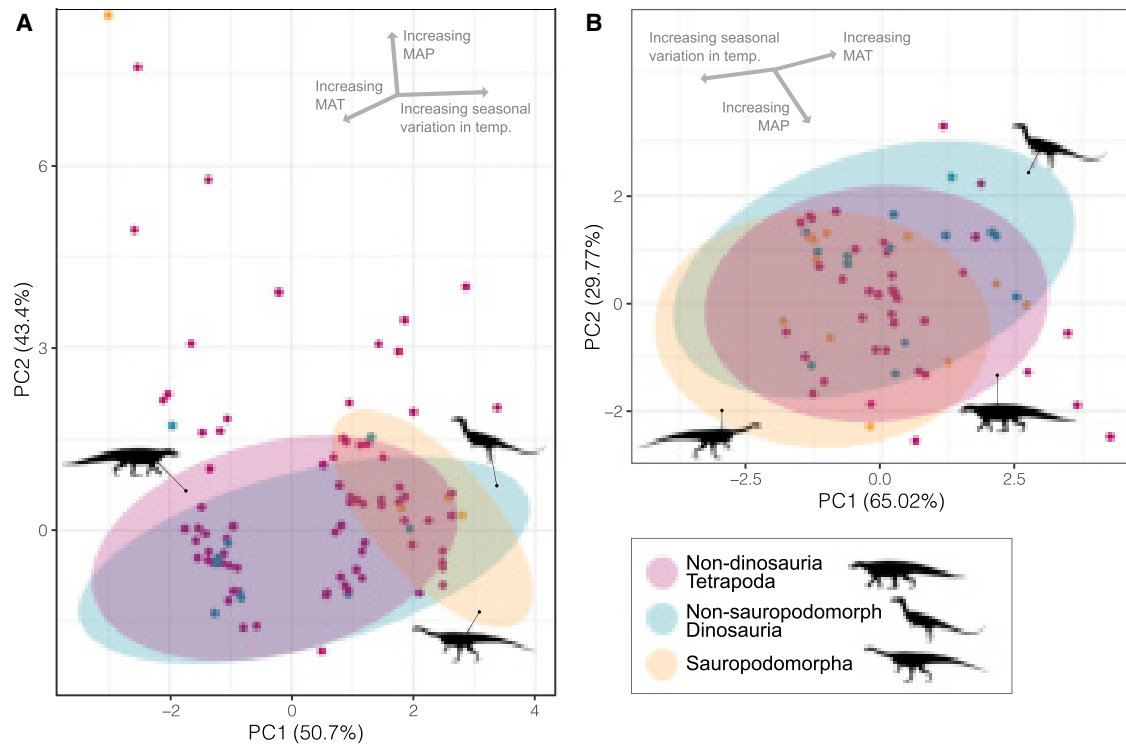 A
Increasing
MAP
Increasing
MAT
Increasing seasonal
variation in temp.
6
3
0
PC2 (43.4%)
−2
0
2
4
PC1 (50.7%)
B
Increasing seasonal
variation in temp.
Increasing
MAT
Increasing
MAP
2
0
−2
PC2 (29.77%)
−2.5
0.0
2.5
PC1 (65.02%)
Non-dinosauria
Tetrapoda
Non-sauropodomorph
Dinosauria
Sauropodomorpha